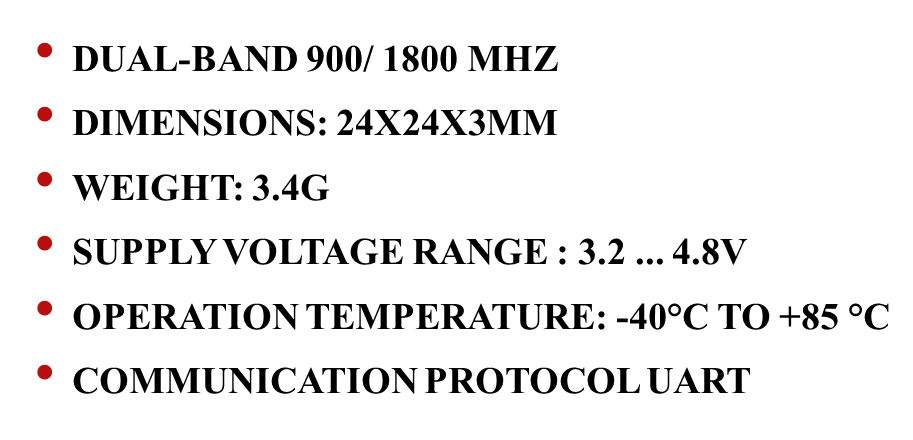 • DUAL-BAND 900/ 1800 MHZ
• DIMENSIONS: 24X24X3MM
• WEIGHT: 3.4G
• SUPPLY VOLTAGE RANGE : 3.2 ... 4.8V
• OPERATION TEMPERATURE: -40°C TO +85 °C
• COMMUNICATION PROTOCOL UART